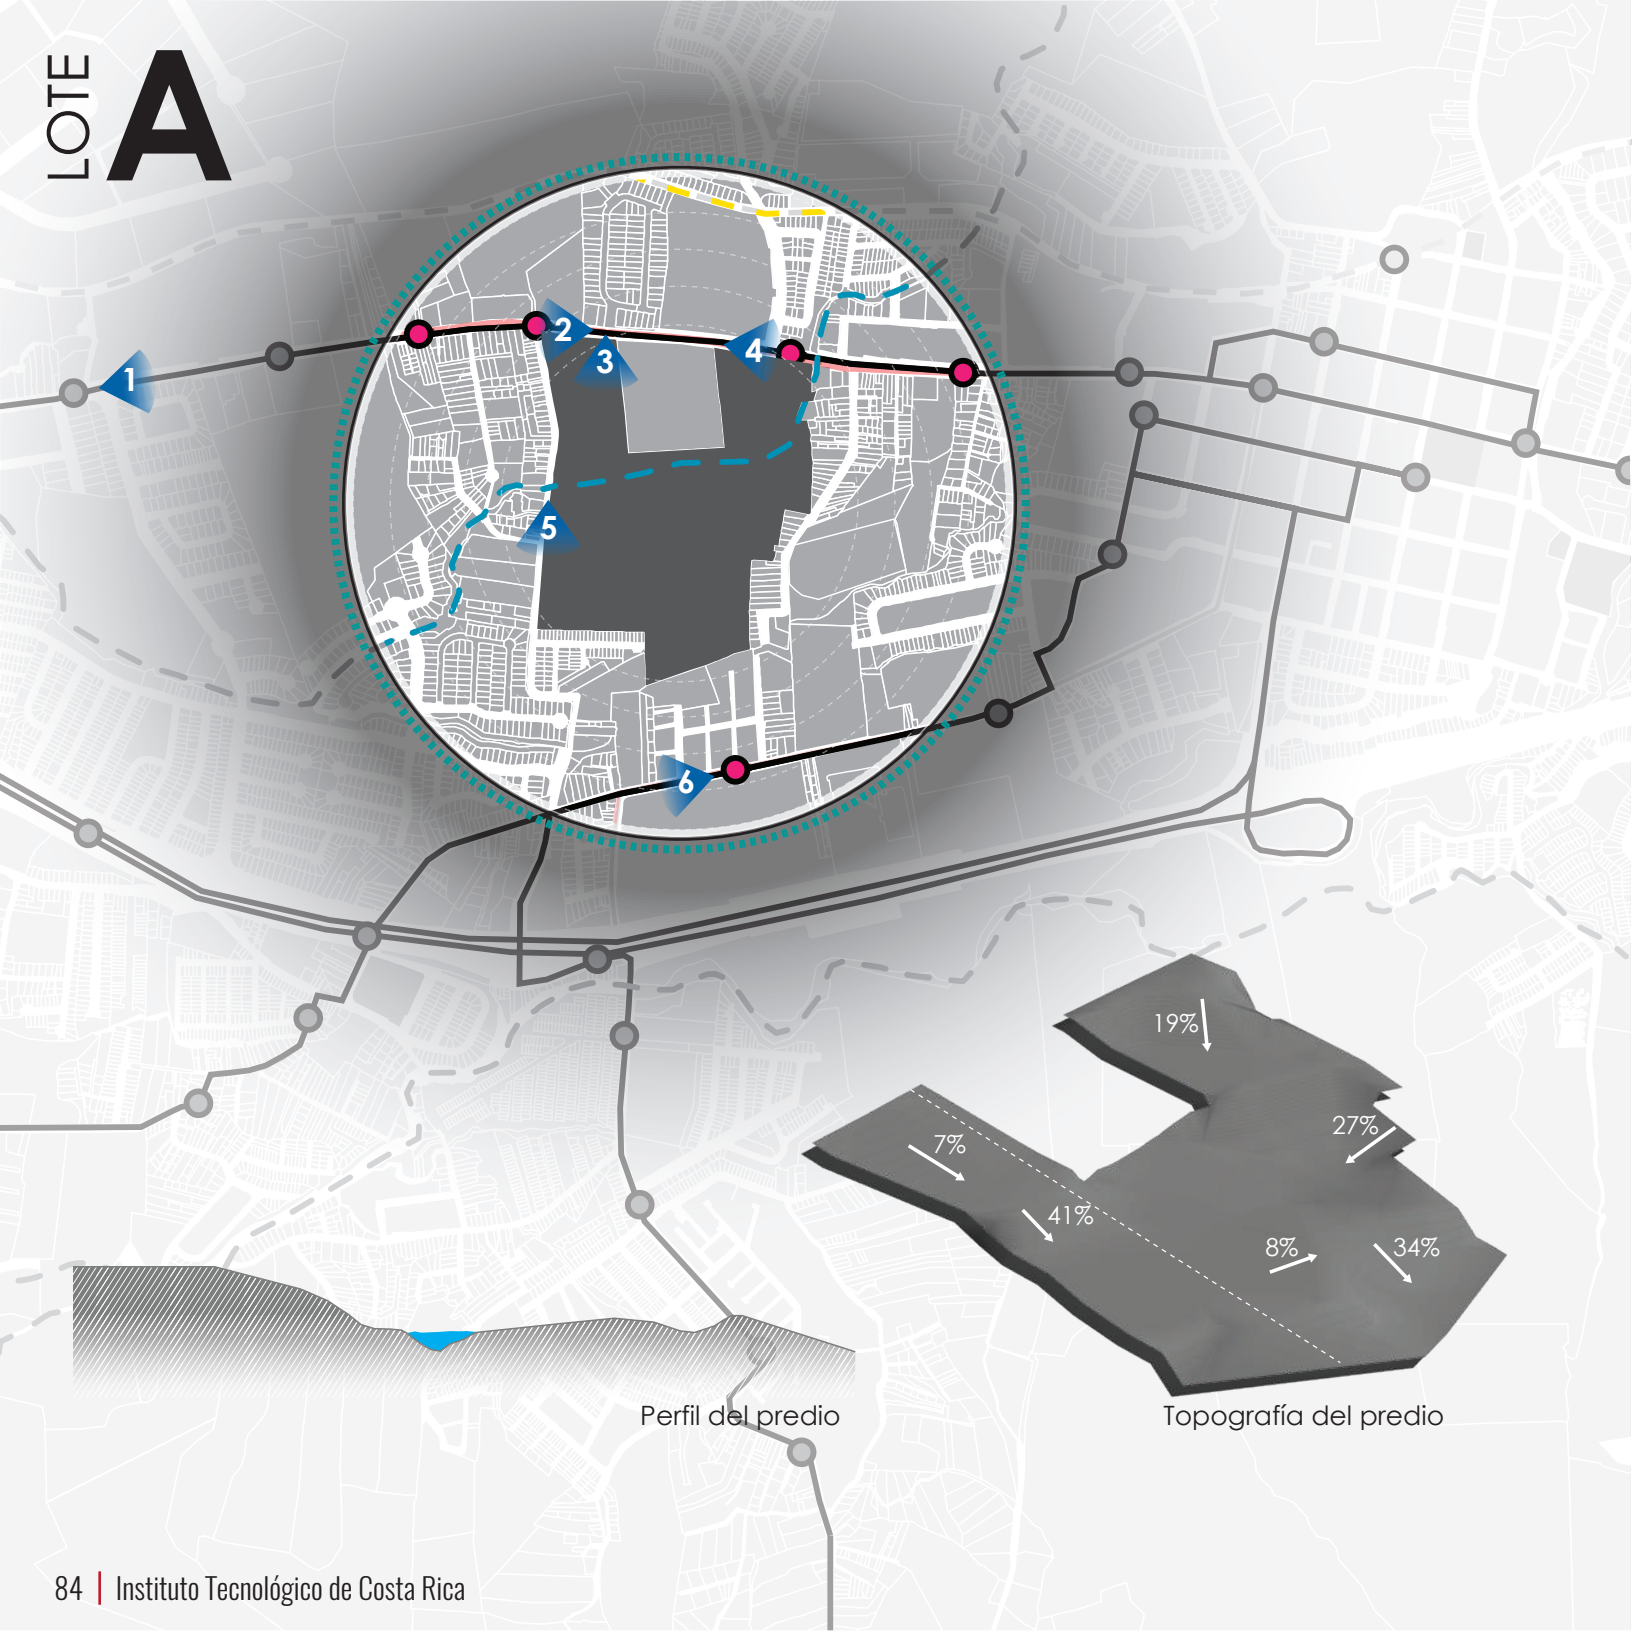 LOTE
A
1
2
3
4
5
6
19%
27%
7%
41%
8%
34%
Perfil del predio
Topografía del predio
84 | Instituto Tecnológico de Costa Rica